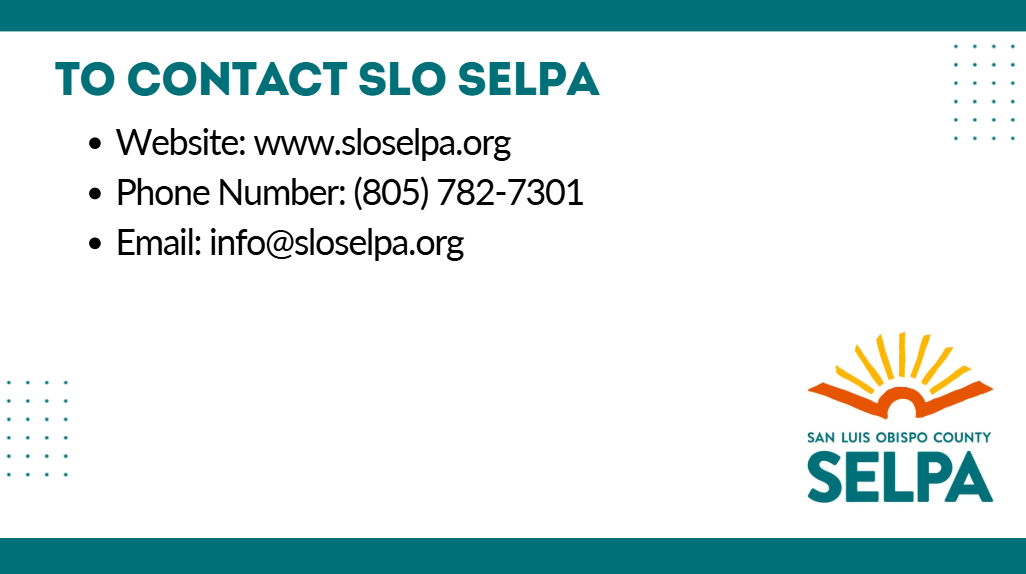 TO CONTACT SLO SELPA
• Website: www.sloselpa.org
• Phone Number: (805) 782-7301
• Email: info@sloselpa.org
SAN LUIS OBISPO COUNTY
SELPA